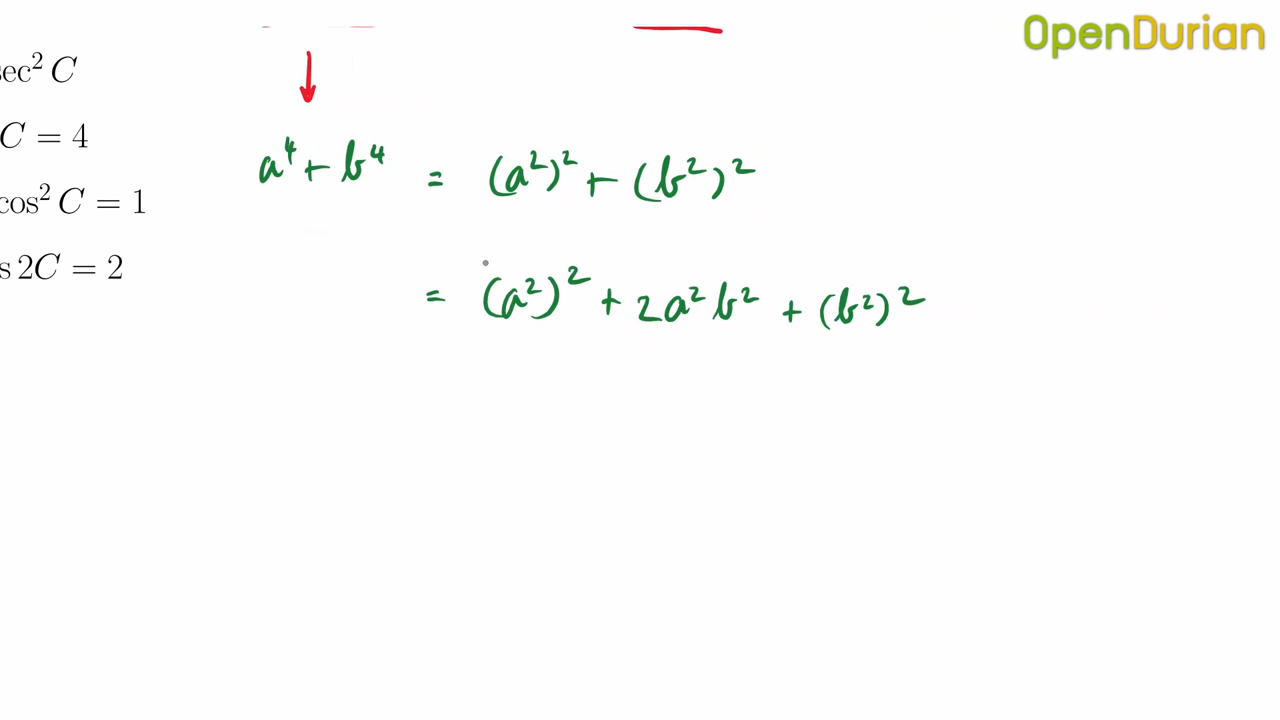 OpenDurian
sec² C
C = 4
cos² C = 1
s 2C = 2
a⁴ + b⁴ = (a²)² + (b²)²
= (a²)² + 2a²b² + (b²)²